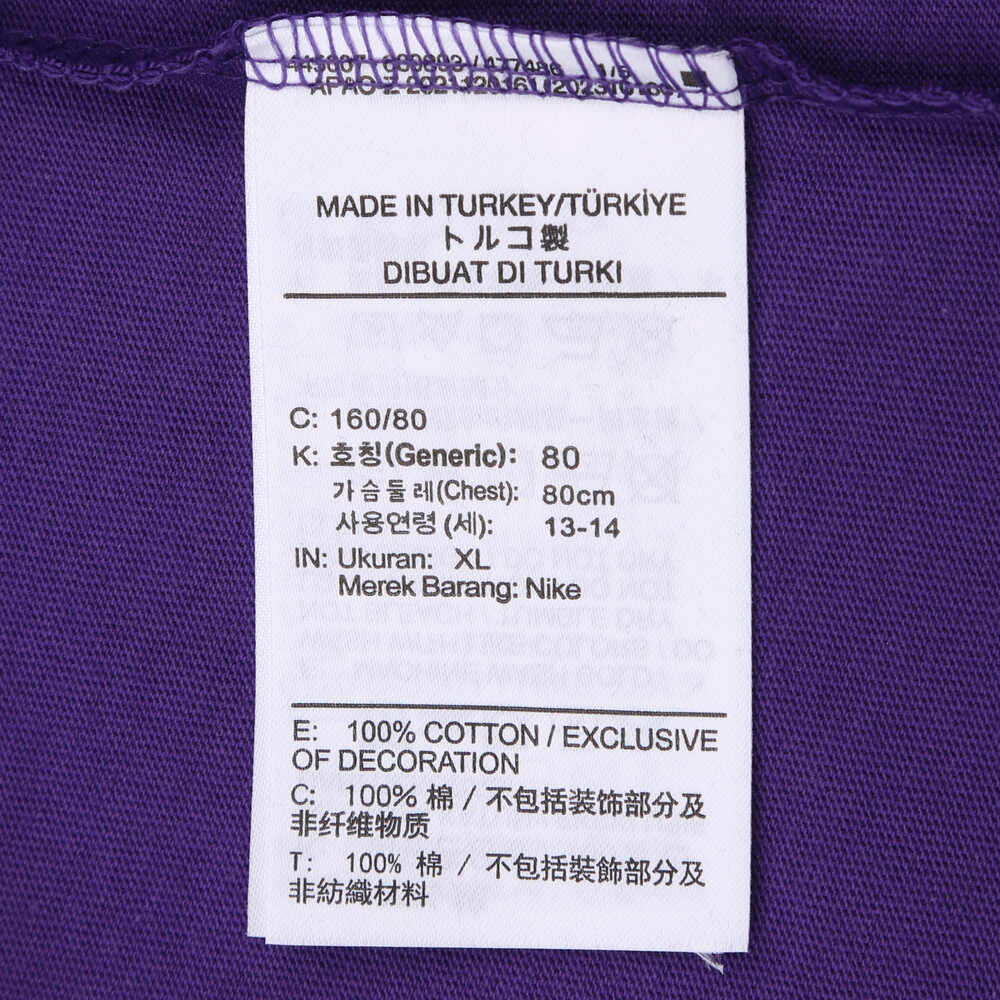 1/5
MADE IN TURKEY/TÜRKİYE
トルコ製
DIBUAT DI TURKI
C: 160/80
K: 호칭(Generic): 80
가슴둘레(Chest): 80cm
사용연령(세): 13-14
IN: Ukuran: XL
Merek Barang: Nike
E: 100% COTTON / EXCLUSIVE
OF DECORATION
C: 100% 棉 / 不包括装饰部分及
非纤维物质
T: 100% 棉 / 不包括裝飾部分及
非紡織材料